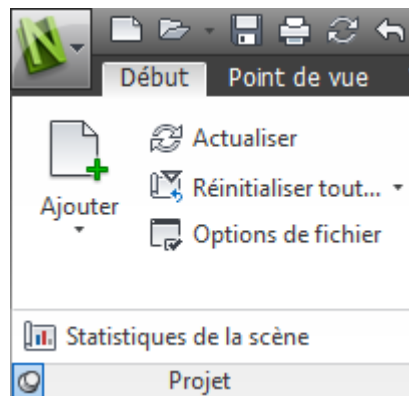 Début Point de vue
Ajouter
Actualiser
Réinitialiser tout...
Options de fichier
Statistiques de la scène
Projet